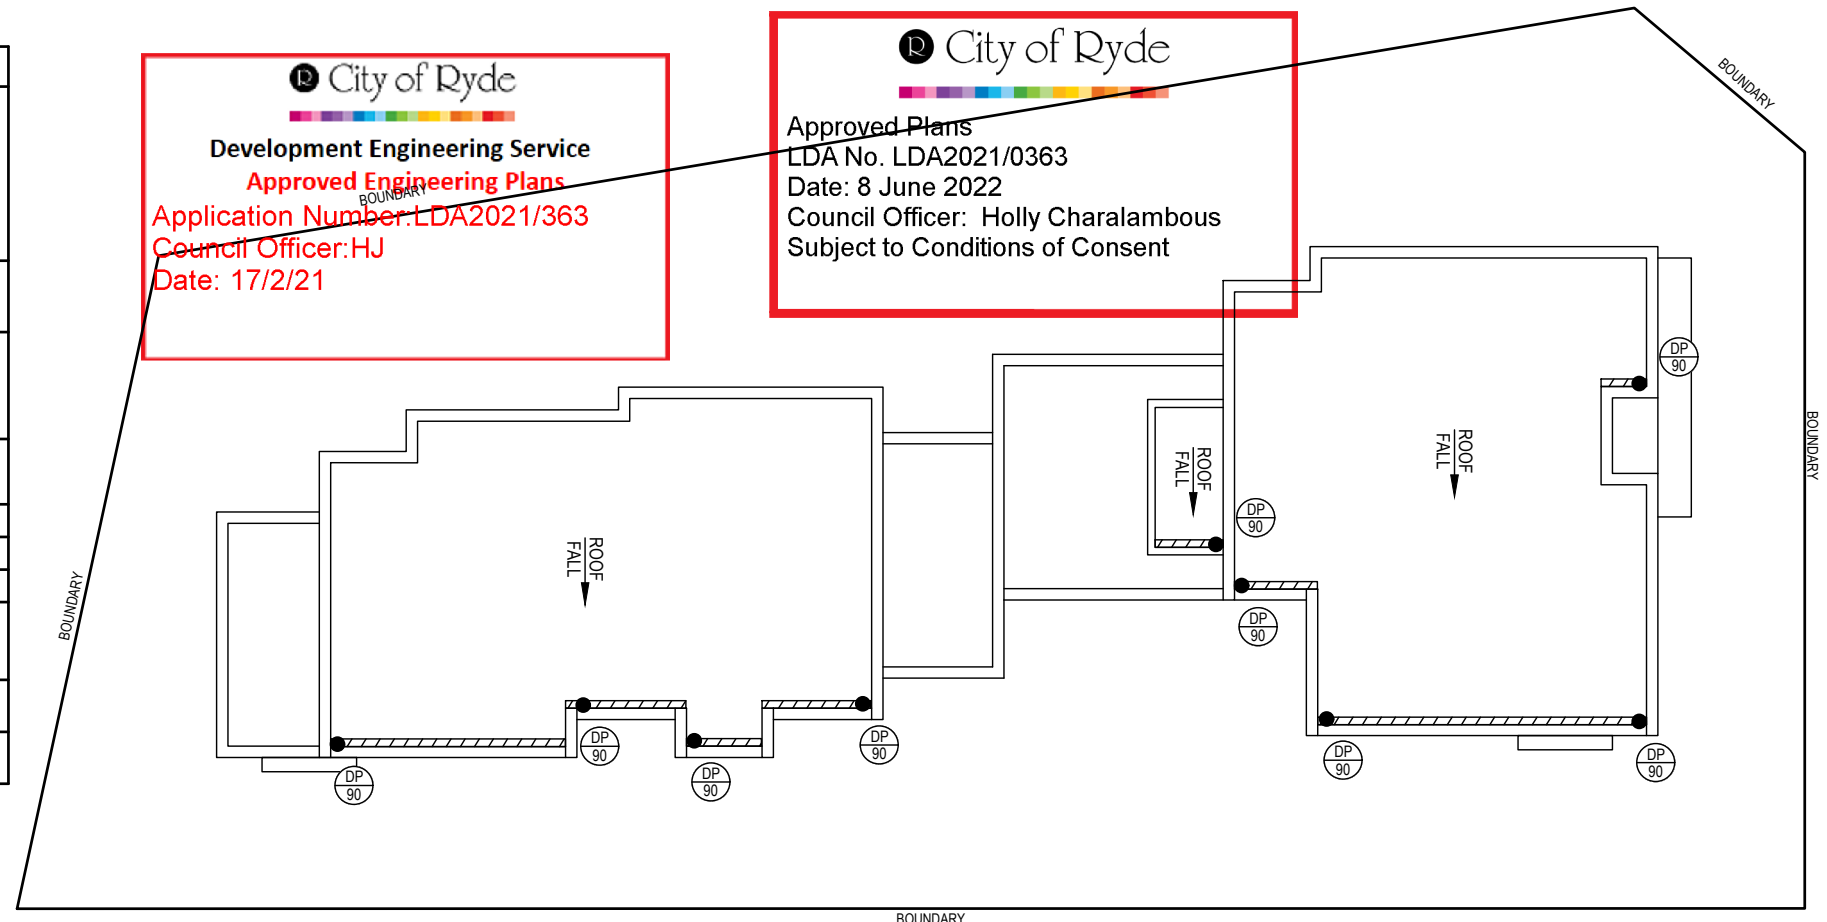 R City of Ryde
Development Engineering Service
Approved Engineering Plans
Application Number:LDA2021/363
Council Officer:HJ
Date: 17/2/21
R City of Ryde
Approved Plans
LDA No. LDA2021/0363
Date: 8 June 2022
Council Officer: Holly Charalambous
Subject to Conditions of Consent
BOUNDARY
BOUNDARY
BOUNDARY
BOUNDARY
BOUNDARY
ROOF
FALL
ROOF
FALL
ROOF
FALL
DP
90
DP
90
DP
90
DP
90
DP
90
DP
90
DP
90
DP
90
DP
90